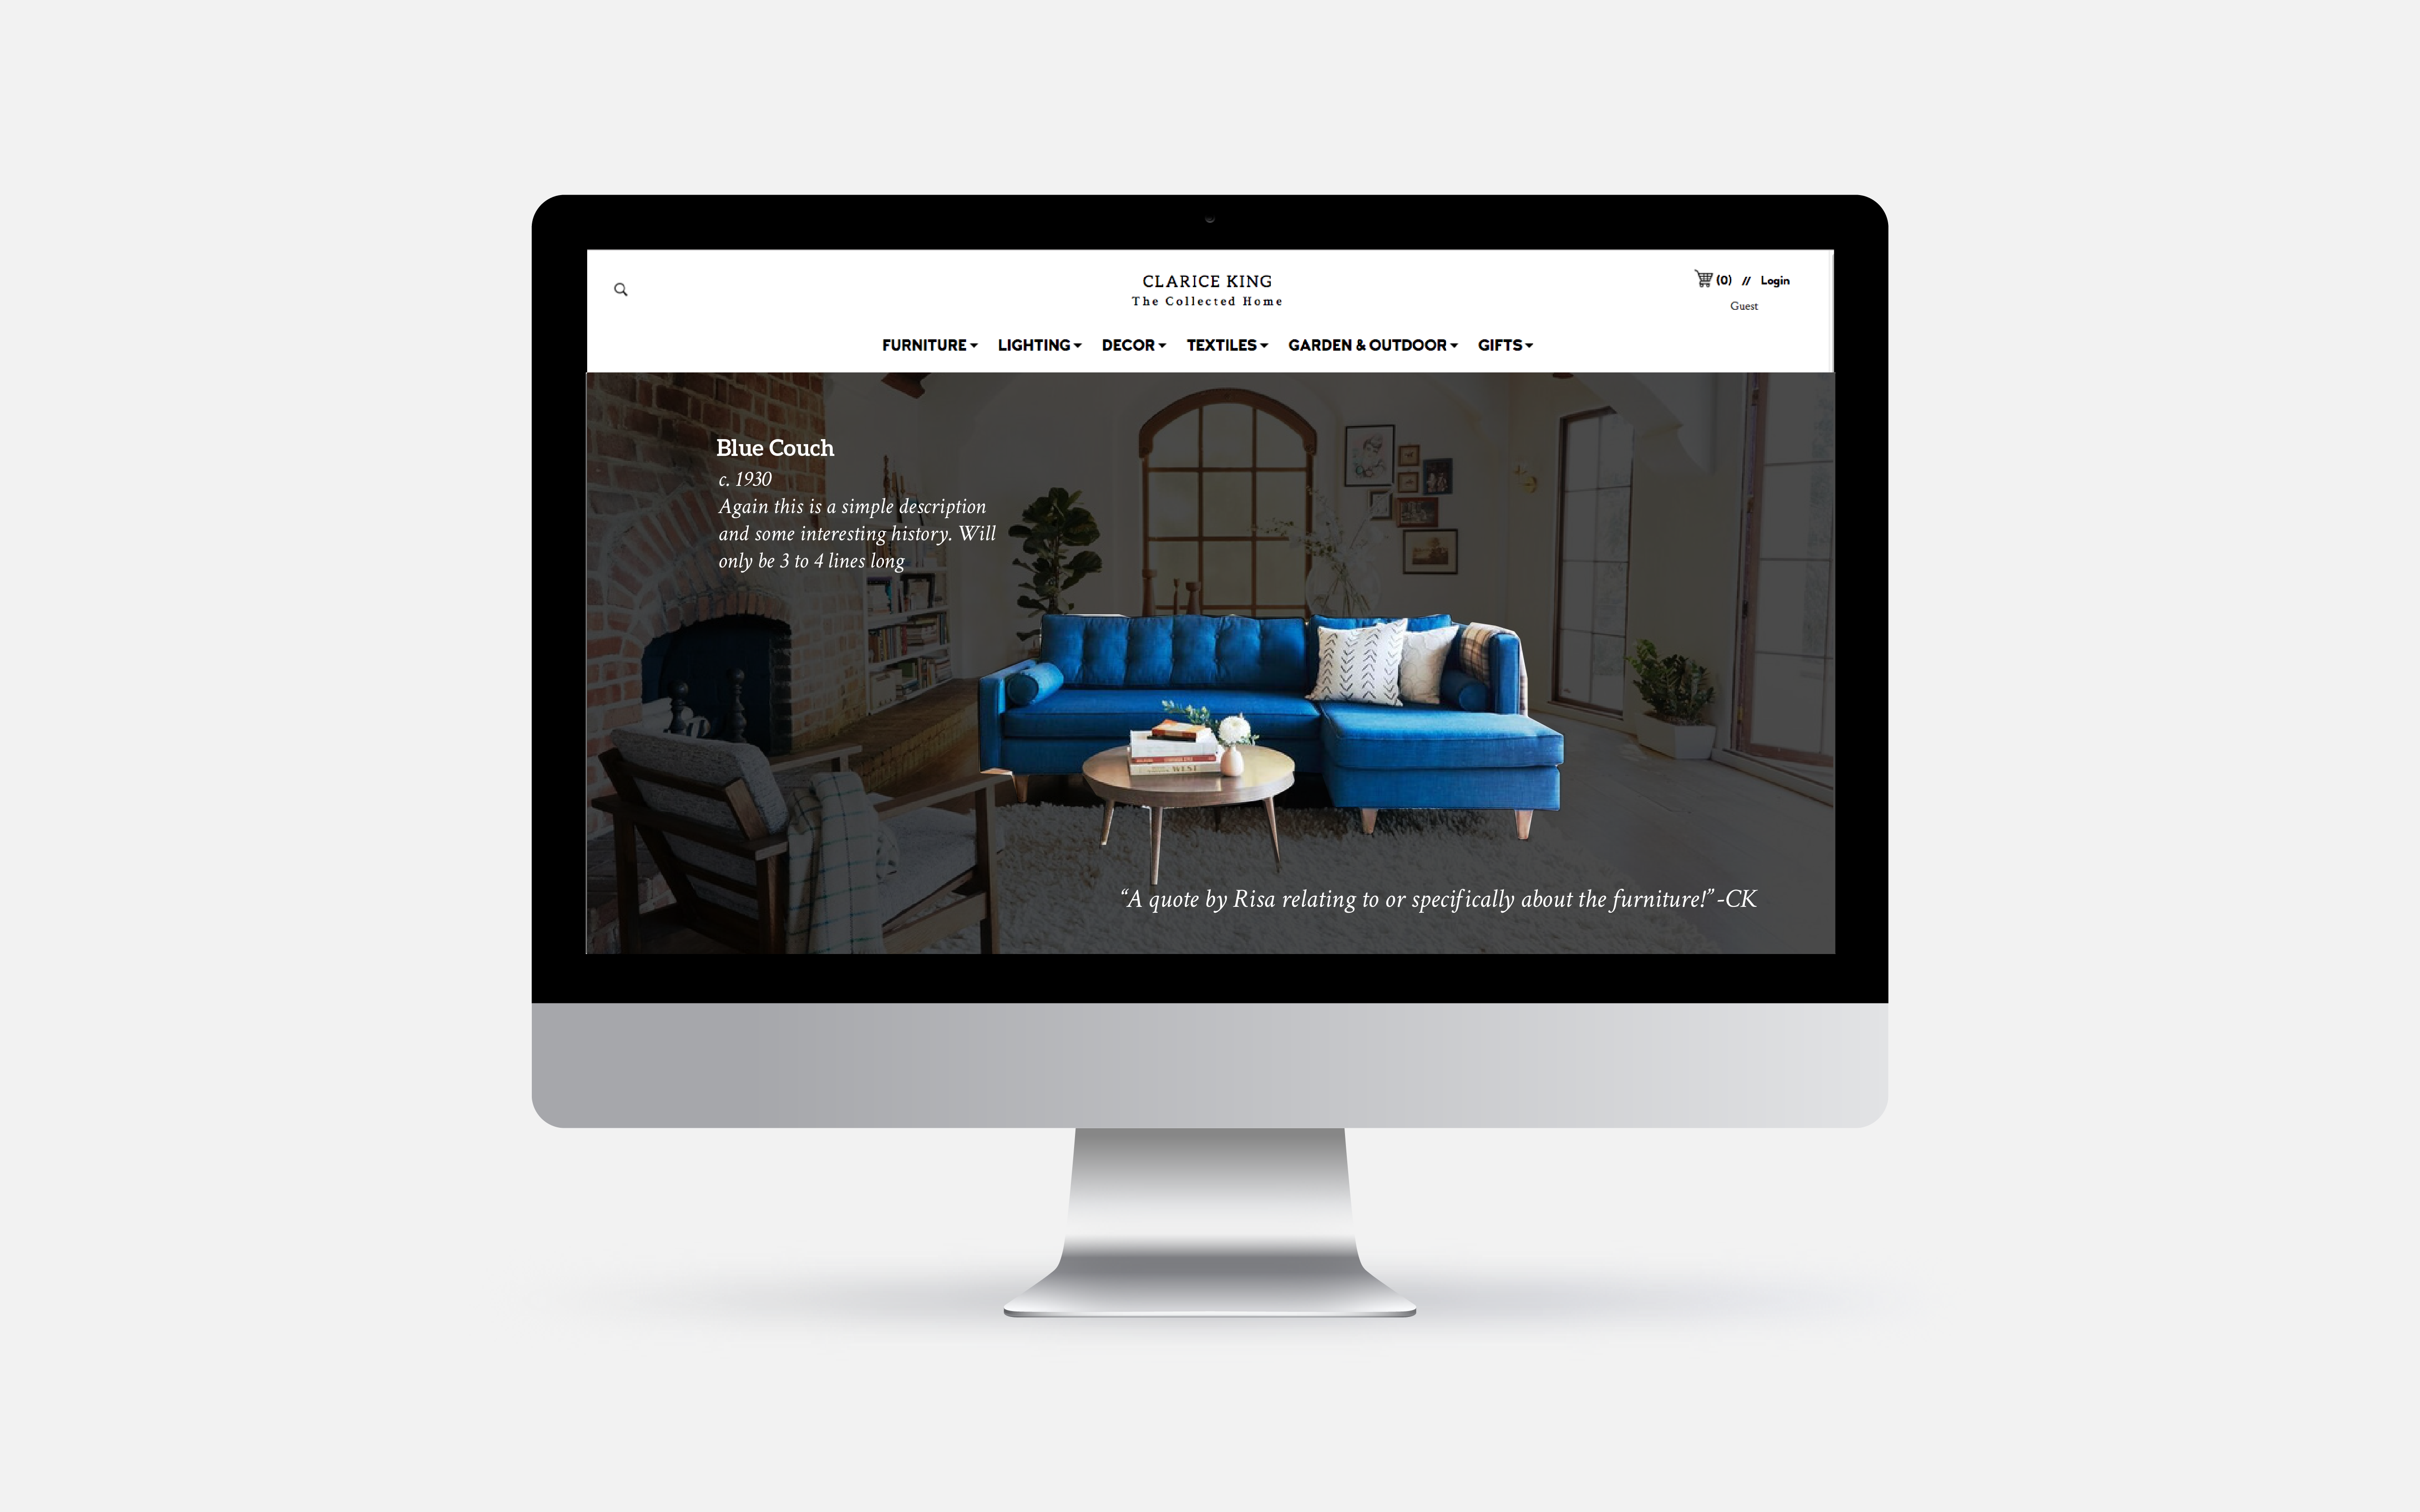 CLARICE KING
The Collected Home
(0) // Login
Guest
FURNITURE LIGHTING DECOR TEXTILES GARDEN & OUTDOOR GIFTS
Blue Couch
c. 1930
Again this is a simple description
and some interesting history. Will
only be 3 to 4 lines long
WEST
“A quote by Risa relating to or specifically about the furniture!” -CK